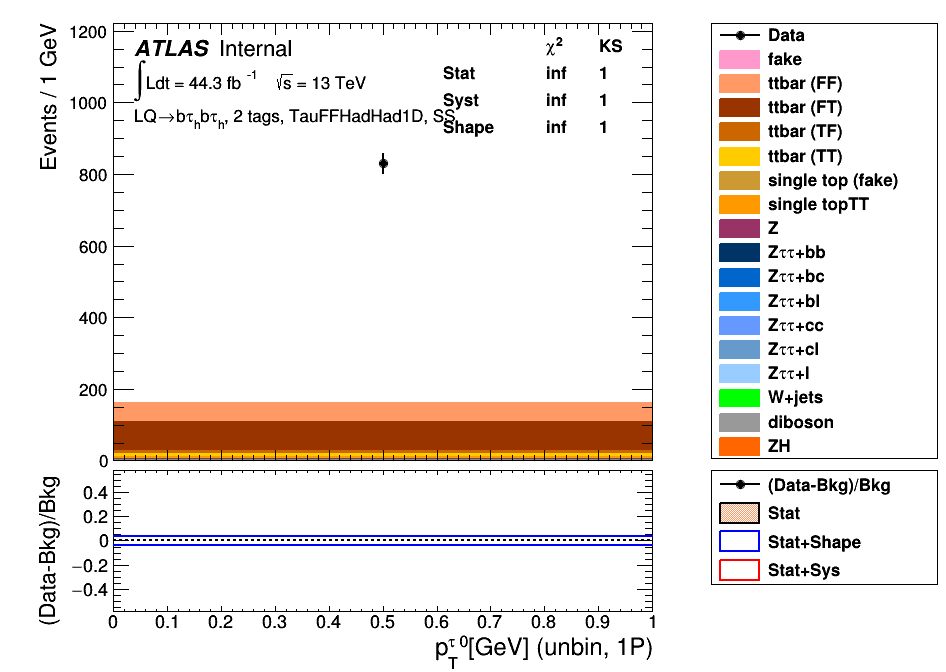 Events / 1 GeV
1200
1000
800
600
400
200
0
ATLAS Internal
∫Ldt = 44.3 fb⁻¹ √s = 13 TeV
LQ→bτₕbτₕ, 2 tags, TauFFHadHad1D, SS
χ² KS
Stat inf 1
Syst inf 1
Shape inf 1
Data
fake
ttbar (FF)
ttbar (FT)
ttbar (TF)
ttbar (TT)
single top (fake)
single topTT
Z
Zττ+bb
Zττ+bc
Zττ+bl
Zττ+cc
Zττ+cl
Zττ+l
W+jets
diboson
ZH
(Data-Bkg)/Bkg
0.4
0.2
0
−0.2
−0.4
0 0.1 0.2 0.3 0.4 0.5 0.6 0.7 0.8 0.9 1
p_T^τ0[GeV] (unbin, 1P)
(Data-Bkg)/Bkg
Stat
Stat+Shape
Stat+Sys